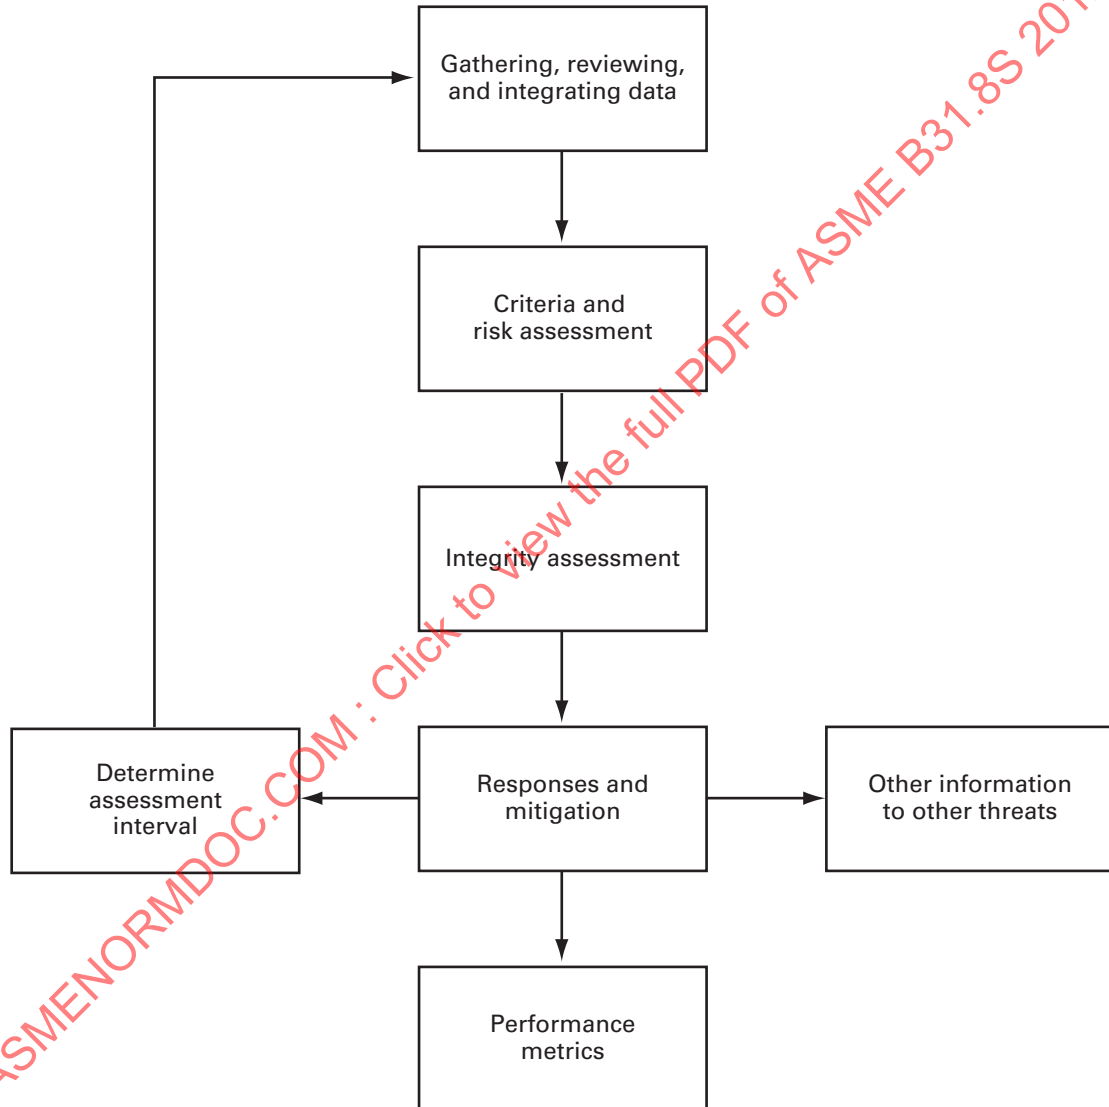 Gathering, reviewing,
and integrating data
Criteria and
risk assessment
Integrity assessment
Determine
assessment
interval
Responses and
mitigation
Other information
to other threats
Performance
metrics
ASMENORMDOC.COM : Click to view the full PDF of ASME B31.8S